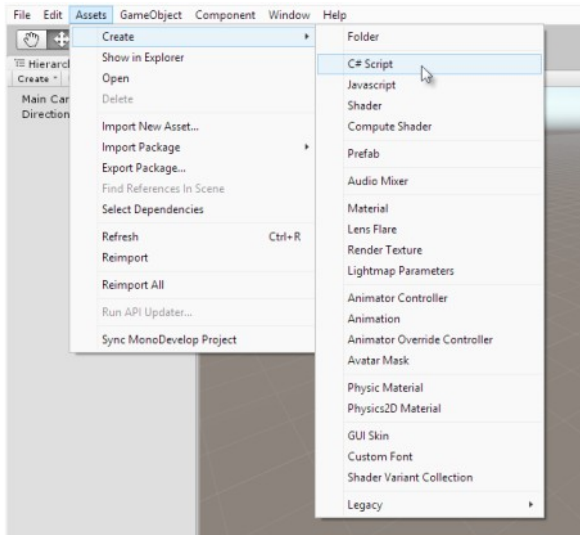 File Edit Assets GameObject Component Window Help
Hierarc
Create
Main Car
Direction
Create
Show in Explorer
Open
Delete
Import New Asset...
Import Package
Export Package...
Find References In Scene
Select Dependencies
Refresh Ctrl+R
Reimport
Reimport All
Run API Updater...
Sync MonoDevelop Project
Folder
C# Script
Javascript
Shader
Compute Shader
Prefab
Audio Mixer
Material
Lens Flare
Render Texture
Lightmap Parameters
Animator Controller
Animation
Animator Override Controller
Avatar Mask
Physic Material
Physics2D Material
GUI Skin
Custom Font
Shader Variant Collection
Legacy